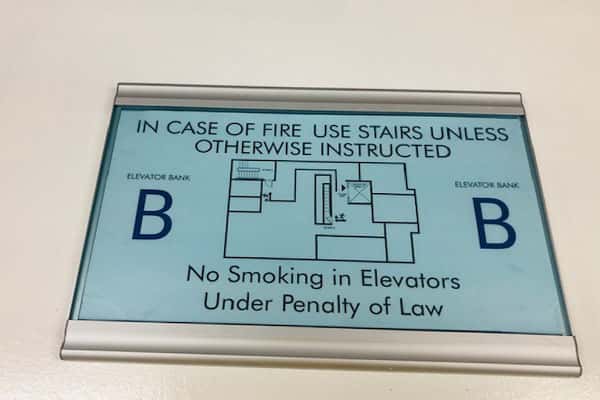 IN CASE OF FIRE USE STAIRS UNLESS
OTHERWISE INSTRUCTED
ELEVATOR BANK
B
ELEVATOR BANK
B
No Smoking in Elevators
Under Penalty of Law